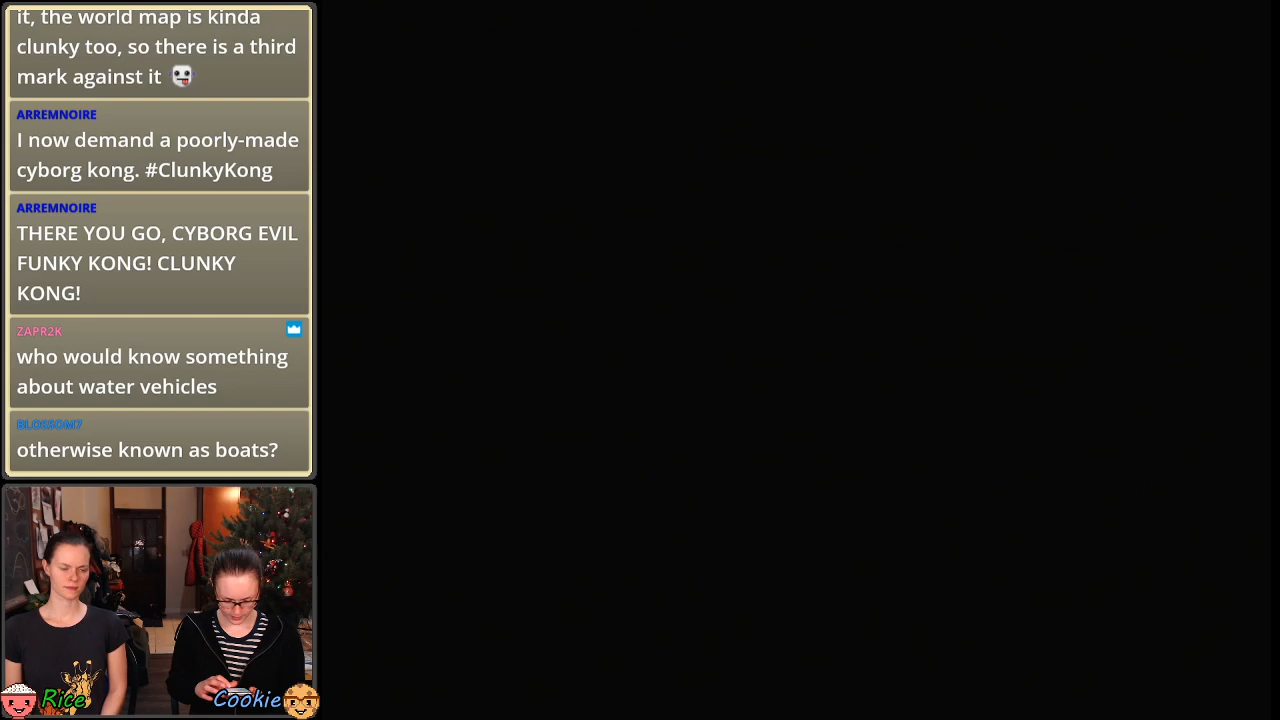 it, the world map is kinda
clunky too, so there is a third
mark against it
ARREMNOIRE
I now demand a poorly-made
cyborg kong. #ClunkyKong
ARREMNOIRE
THERE YOU GO, CYBORG EVIL
FUNKY KONG! CLUNKY
KONG!
ZAPR2K
who would know something
about water vehicles
BLOSSOM7
otherwise known as boats?
Rice
Cookie